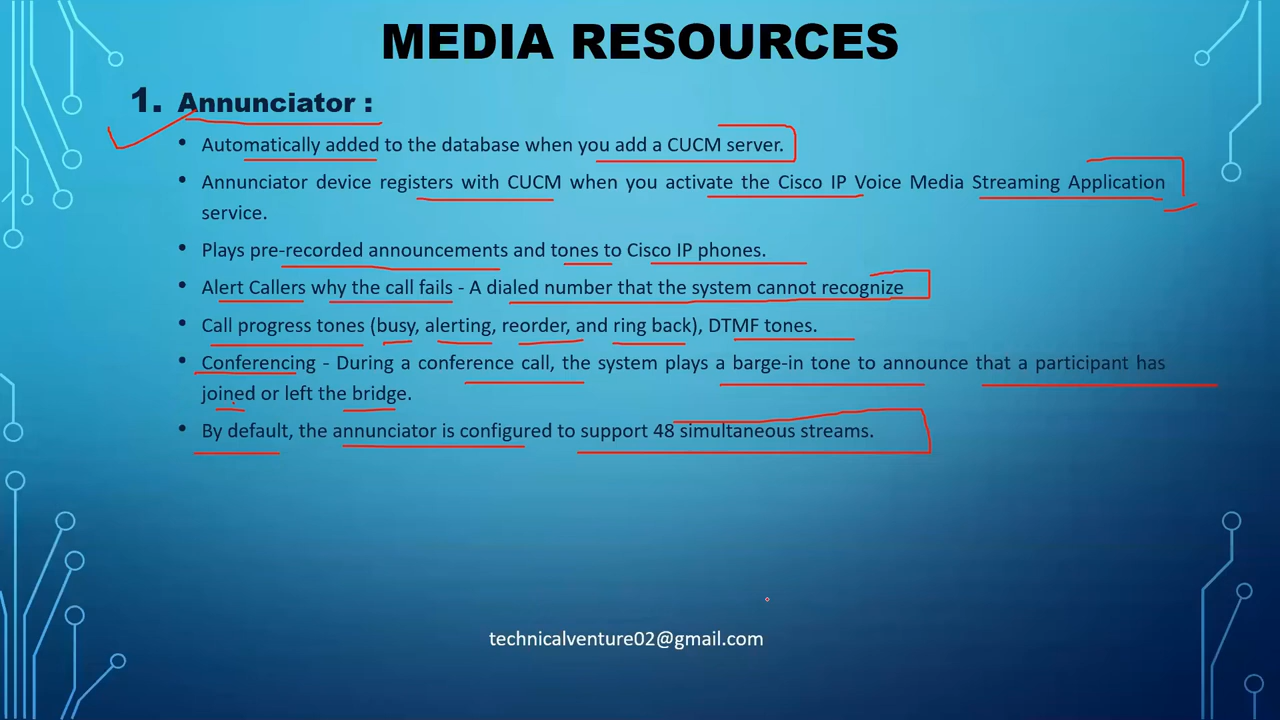 MEDIA RESOURCES
1. Annunciator :
• Automatically added to the database when you add a CUCM server.
• Annunciator device registers with CUCM when you activate the Cisco IP Voice Media Streaming Application
service.
• Plays pre-recorded announcements and tones to Cisco IP phones.
• Alert Callers why the call fails - A dialed number that the system cannot recognize
• Call progress tones (busy, alerting, reorder, and ring back), DTMF tones.
• Conferencing - During a conference call, the system plays a barge-in tone to announce that a participant has
joined or left the bridge.
• By default, the annunciator is configured to support 48 simultaneous streams.
technicalventure02@gmail.com